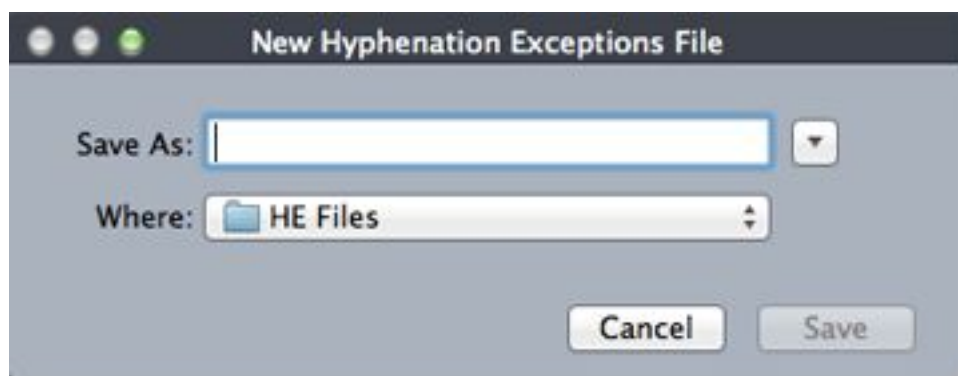 New Hyphenation Exceptions File
Save As:
Where: HE Files
Cancel Save